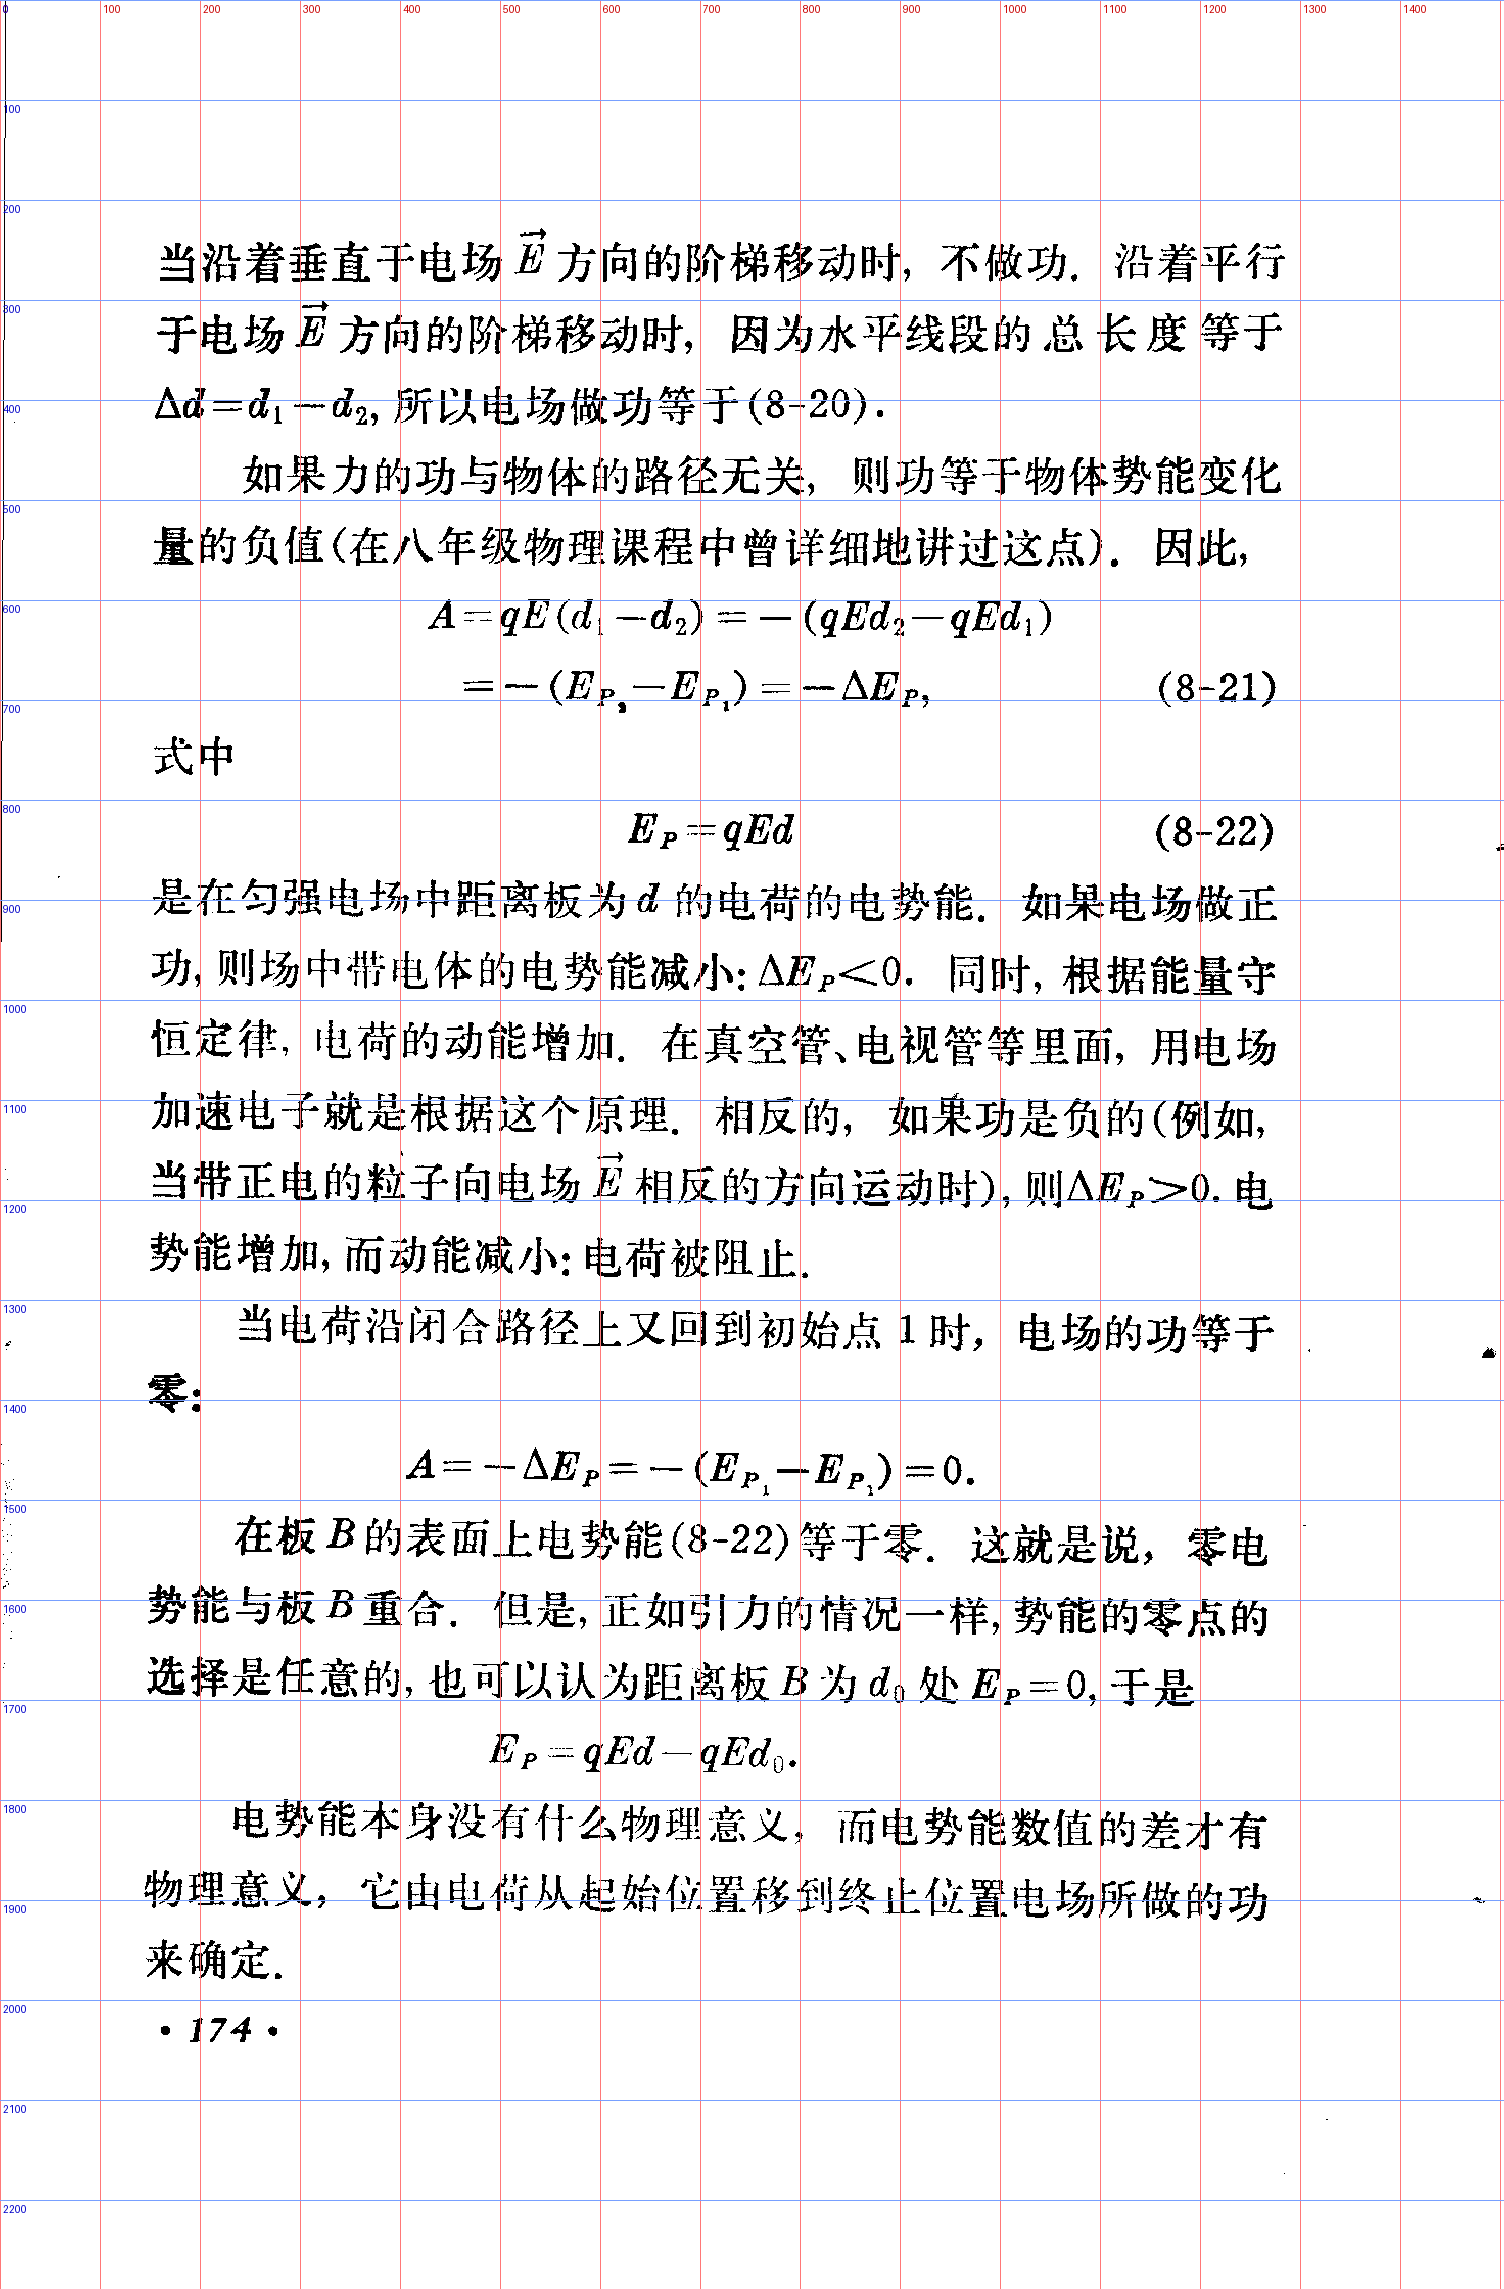 当沿着垂直于电场 E⃗ 方向的阶梯移动时，不做功．沿着平行
于电场 E⃗ 方向的阶梯移动时，因为水平线段的总长度等于
Δd=d₁−d₂, 所以电场做功等于(8-20).
如果力的功与物体的路径无关，则功等于物体势能变化
量的负值(在八年级物理课程中曾详细地讲过这点)．因此,
A=qE(d₁−d₂)=−(qEd₂−qEd₁)
=−(E_P₂−E_P₁)=−ΔE_P, (8-21)
式中
E_P=qEd (8-22)
是在匀强电场中距离板为 d 的电荷的电势能．如果电场做正
功, 则场中带电体的电势能减小: ΔE_P<0. 同时, 根据能量守
恒定律, 电荷的动能增加．在真空管、电视管等里面，用电场
加速电子就是根据这个原理．相反的，如果功是负的(例如,
当带正电的粒子向电场 E⃗ 相反的方向运动时), 则ΔE_P>0. 电
势能增加, 而动能减小: 电荷被阻止.
当电荷沿闭合路径上又回到初始点 1 时，电场的功等于
零:
A=−ΔE_P=−(E_P₁−E_P₁)=0.
在板 B 的表面上电势能(8-22)等于零．这就是说，零电
势能与板 B 重合．但是, 正如引力的情况一样, 势能的零点的
选择是任意的, 也可以认为距离板 B 为 d₀ 处 E_P=0, 于是
E_P=qEd−qEd₀.
电势能本身没有什么物理意义，而电势能数值的差才有
物理意义，它由电荷从起始位置移到终止位置电场所做的功
来确定.
• 174 •